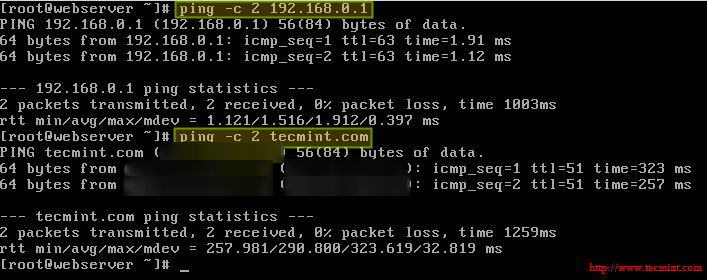 [root@webserver ~]# ping -c 2 192.168.0.1
PING 192.168.0.1 (192.168.0.1) 56(84) bytes of data.
64 bytes from 192.168.0.1: icmp_seq=1 ttl=63 time=1.91 ms
64 bytes from 192.168.0.1: icmp_seq=2 ttl=63 time=1.12 ms

--- 192.168.0.1 ping statistics ---
2 packets transmitted, 2 received, 0% packet loss, time 1003ms
rtt min/avg/max/mdev = 1.121/1.516/1.912/0.397 ms
[root@webserver ~]# ping -c 2 tecmint.com
PING tecmint.com ( ) 56(84) bytes of data.
64 bytes from ( ): icmp_seq=1 ttl=51 time=323 ms
64 bytes from ( ): icmp_seq=2 ttl=51 time=257 ms

--- tecmint.com ping statistics ---
2 packets transmitted, 2 received, 0% packet loss, time 1259ms
rtt min/avg/max/mdev = 257.981/290.800/323.619/32.819 ms
[root@webserver ~]# _
http://www.tecmint.com